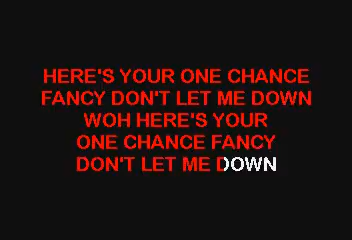 HERE'S YOUR ONE CHANCE
FANCY DON'T LET ME DOWN
WOH HERE'S YOUR
ONE CHANCE FANCY
DON'T LET ME DOWN